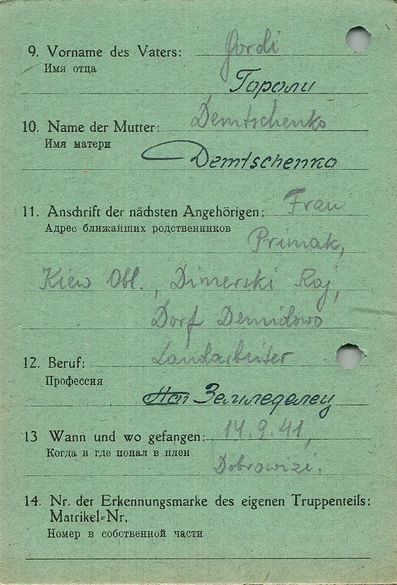 9. Vorname des Vaters: Gordi
Имя отца
10. Name der Mutter: Demtschenko
Имя матери
Demtschenko
11. Anschrift der nächsten Angehörigen: Frau
Адрес ближайших родственников
Primak,
Kiew Obl., Dimerski Raj,
Dorf Demidowo
12. Beruf: Landarbeiter
Профессия
Земледелец
13 Wann und wo gefangen: 14.9.41,
Когда и где попал в плен
Dobrowizi.
14. Nr. der Erkennungsmarke des eigenen Truppenteils:
Matrikel-Nr.
Номер в собственной части